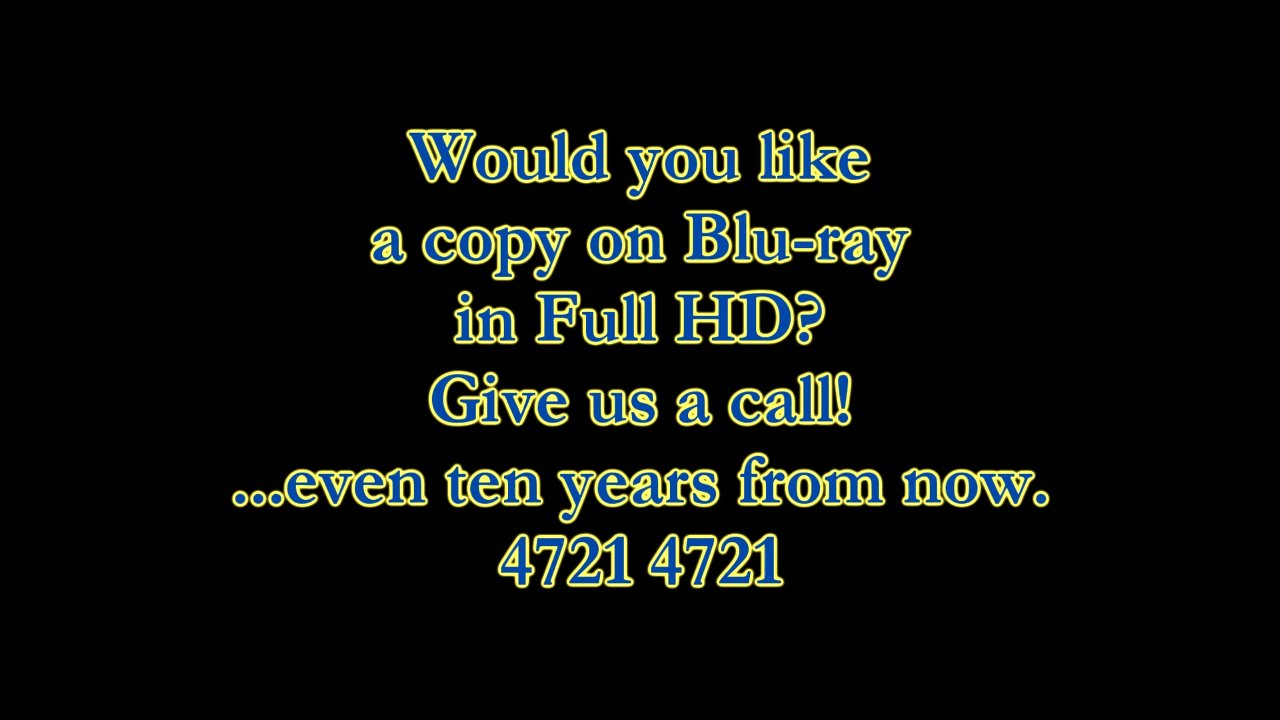 Would you like
a copy on Blu-ray
in Full HD?
Give us a call!
...even ten years from now.
4721 4721